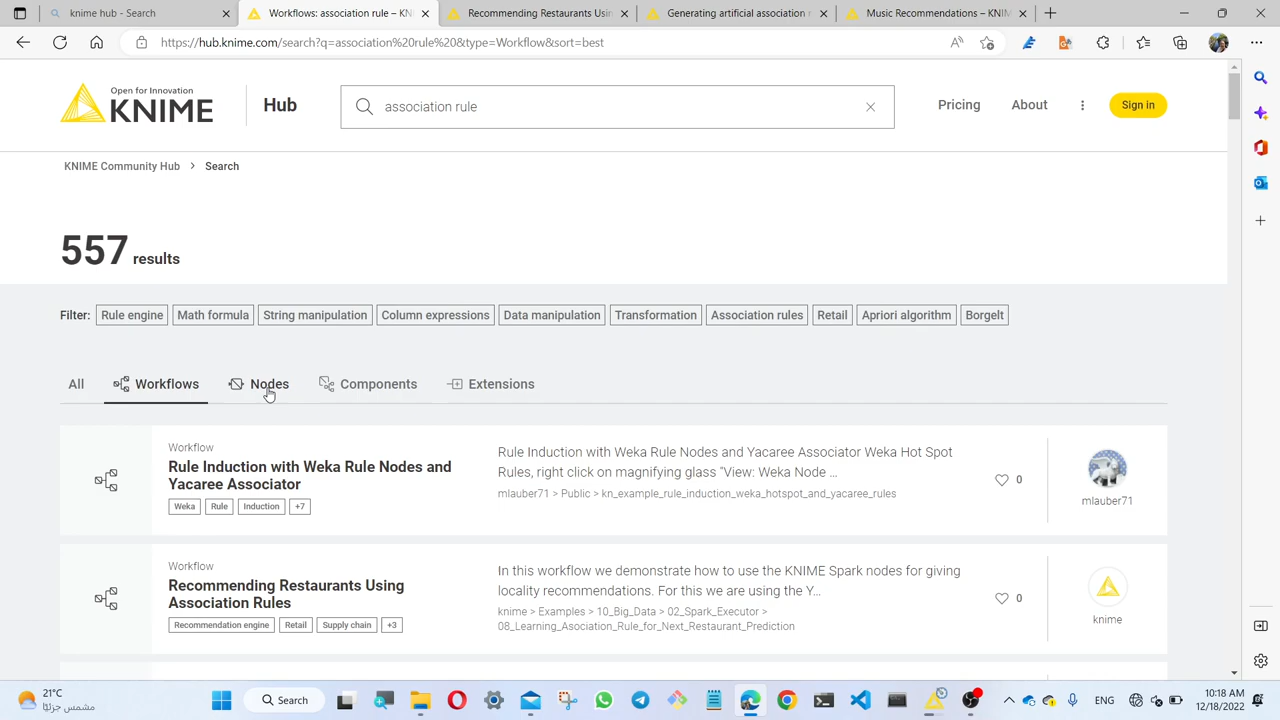 knime hub - Search
Workflows: association rule – KN
Recommending Restaurants Usin
Generating artificial association r
Music Recommendations – KNIM
https://hub.knime.com/search?q=association%20rule%20&type=Workflow&sort=best
Open for Innovation
KNIME
Hub
association rule
Pricing
About
Sign in
KNIME Community Hub > Search
557 results
Filter: Rule engine Math formula String manipulation Column expressions Data manipulation Transformation Association rules Retail Apriori algorithm Borgelt
All Workflows Nodes Components Extensions
Workflow
Rule Induction with Weka Rule Nodes and
Yacaree Associator
Weka Rule Induction +7
Rule Induction with Weka Rule Nodes and Yacaree Associator Weka Hot Spot
Rules, right click on magnifying glass "View: Weka Node ...
mlauber71 > Public > kn_example_rule_induction_weka_hotspot_and_yacaree_rules
0
mlauber71
Workflow
Recommending Restaurants Using
Association Rules
Recommendation engine Retail Supply chain +3
In this workflow we demonstrate how to use the KNIME Spark nodes for giving
locality recommendations. For this we are using the Y...
knime > Examples > 10_Big_Data > 02_Spark_Executor >
08_Learning_Asociation_Rule_for_Next_Restaurant_Prediction
0
knime
21°C
مشمس جزئيًا
Search
ENG
10:18 AM
12/18/2022